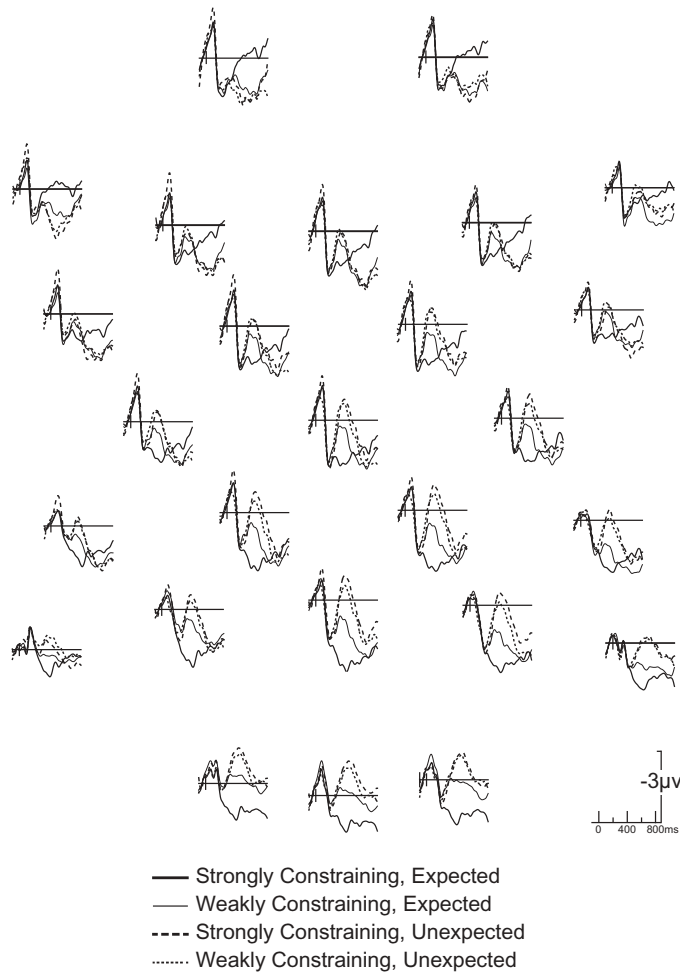 -3µv
0 400 800ms
Strongly Constraining, Expected
Weakly Constraining, Expected
Strongly Constraining, Unexpected
Weakly Constraining, Unexpected